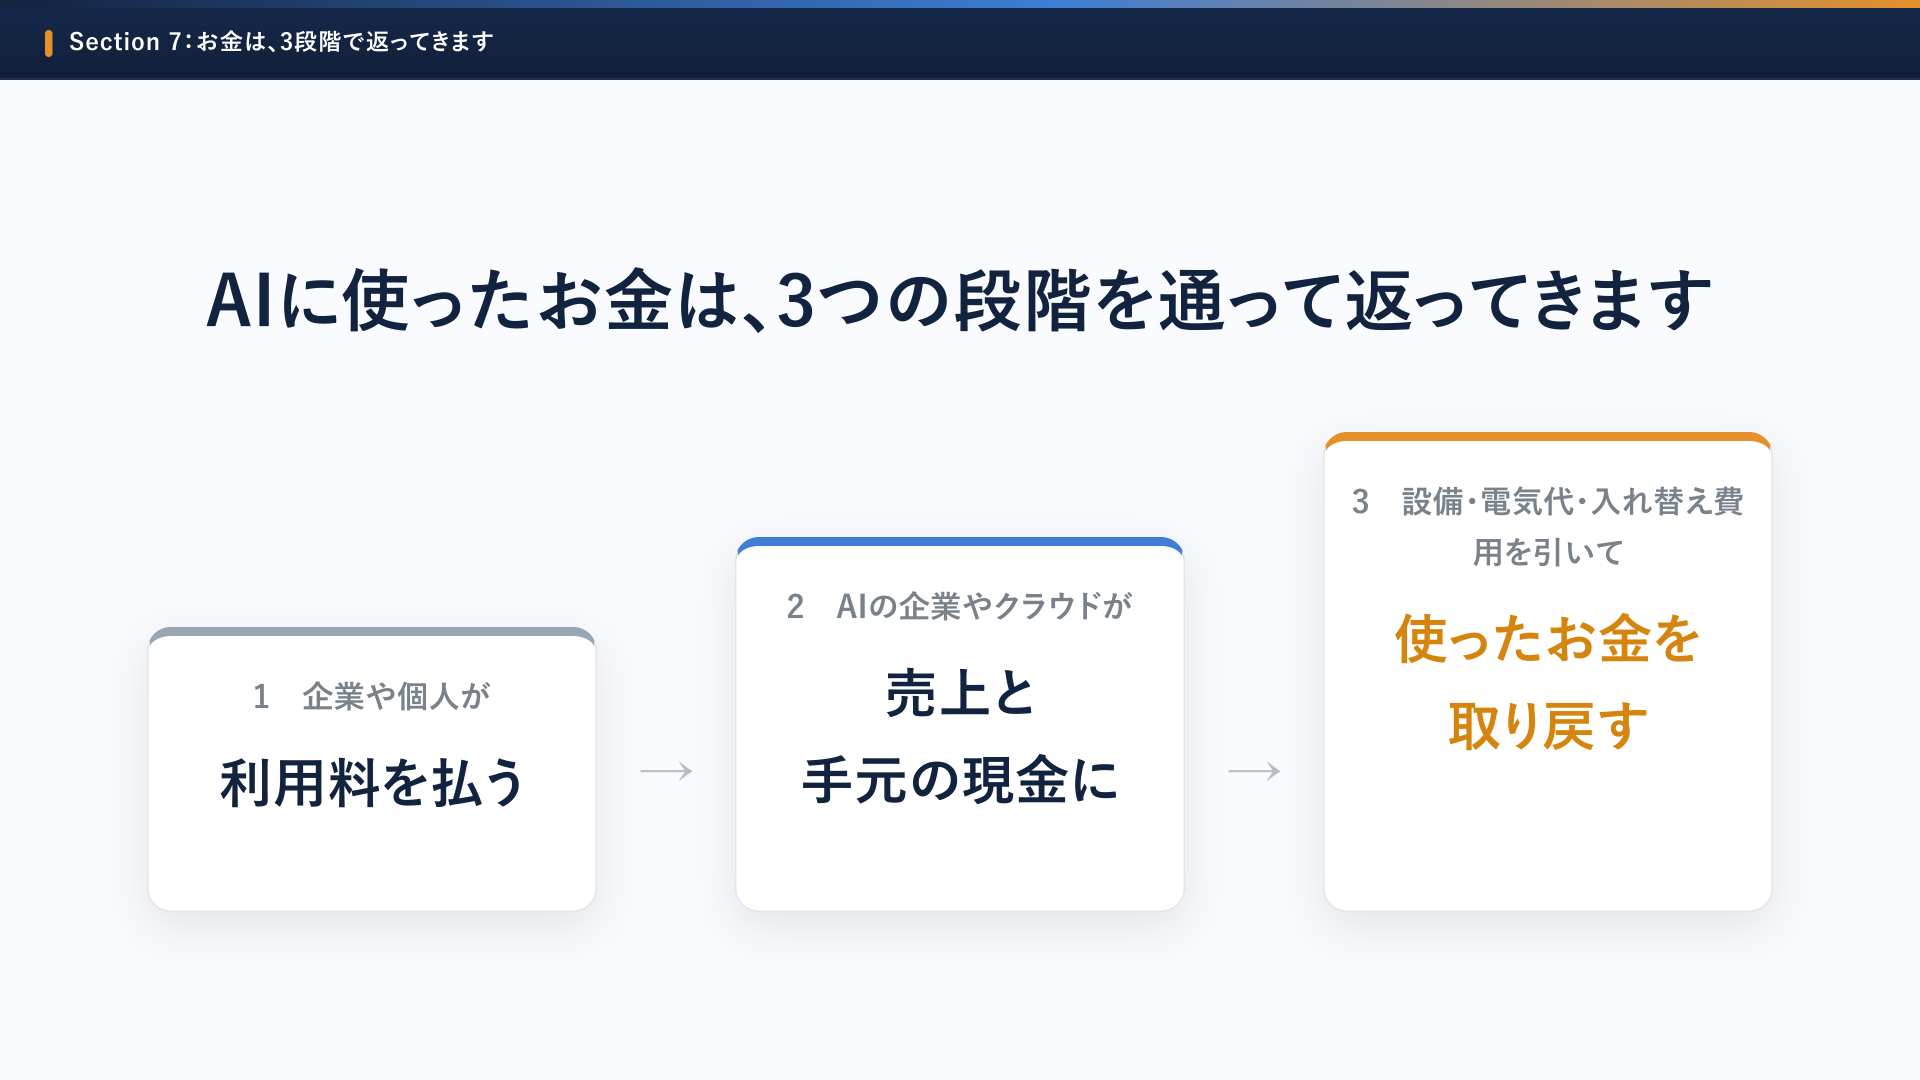 Section 7：お金は、3段階で返ってきます
AIに使ったお金は、3つの段階を通って返ってきます
1　企業や個人が
利用料を払う
→
2　AIの企業やクラウドが
売上と
手元の現金に
→
3　設備・電気代・入れ替え費
用を引いて
使ったお金を
取り戻す